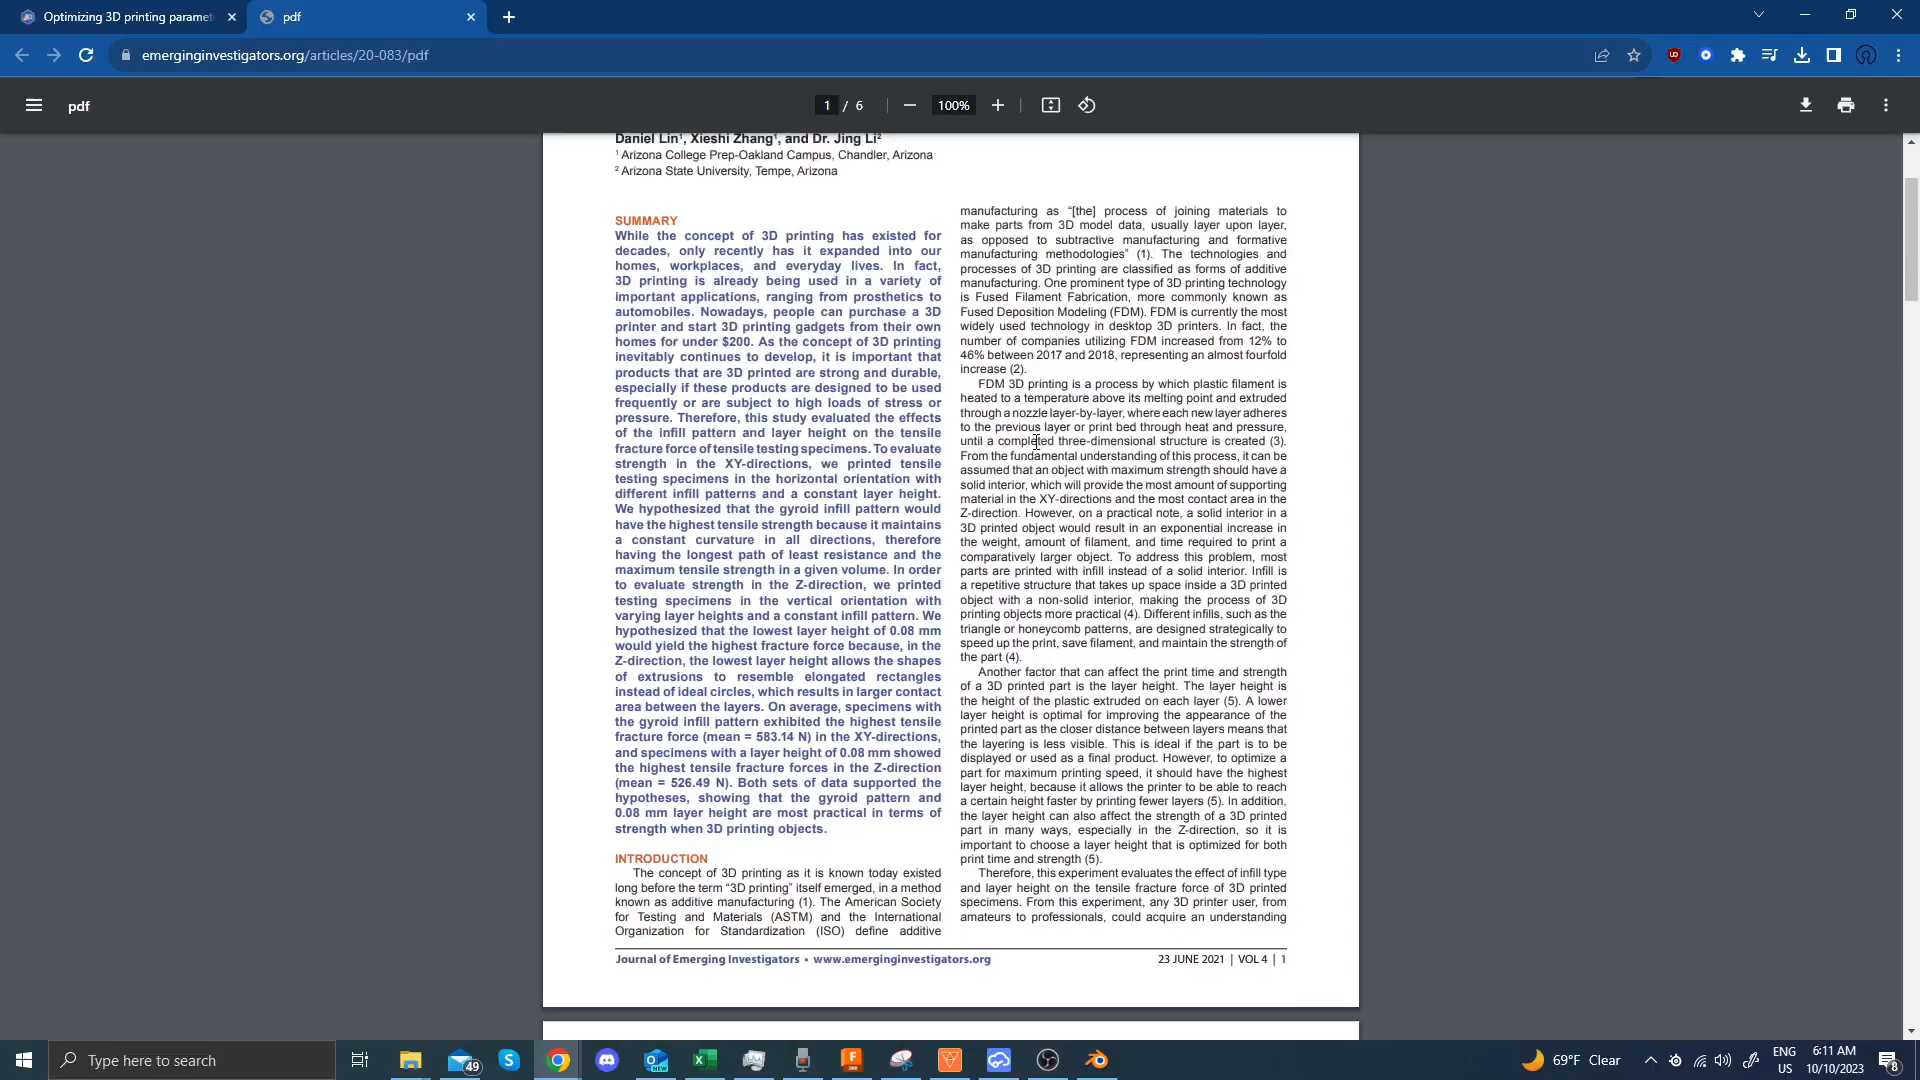 Optimizing 3D printing paramet
pdf
emerginginvestigators.org/articles/20-083/pdf
pdf
1 / 6
100%
Daniel Lin¹, Xieshi Zhang¹, and Dr. Jing Li²
¹ Arizona College Prep-Oakland Campus, Chandler, Arizona
² Arizona State University, Tempe, Arizona
SUMMARY
While the concept of 3D printing has existed for
decades, only recently has it expanded into our
homes, workplaces, and everyday lives. In fact,
3D printing is already being used in a variety of
important applications, ranging from prosthetics to
automobiles. Nowadays, people can purchase a 3D
printer and start 3D printing gadgets from their own
homes for under $200. As the concept of 3D printing
inevitably continues to develop, it is important that
products that are 3D printed are strong and durable,
especially if these products are designed to be used
frequently or are subject to high loads of stress or
pressure. Therefore, this study evaluated the effects
of the infill pattern and layer height on the tensile
fracture force of tensile testing specimens. To evaluate
strength in the XY-directions, we printed tensile
testing specimens in the horizontal orientation with
different infill patterns and a constant layer height.
We hypothesized that the gyroid infill pattern would
have the highest tensile strength because it maintains
a constant curvature in all directions, therefore
having the longest path of least resistance and the
maximum tensile strength in a given volume. In order
to evaluate strength in the Z-direction, we printed
testing specimens in the vertical orientation with
varying layer heights and a constant infill pattern. We
hypothesized that the lowest layer height of 0.08 mm
would yield the highest fracture force because, in the
Z-direction, the lowest layer height allows the shapes
of extrusions to resemble elongated rectangles
instead of ideal circles, which results in larger contact
area between the layers. On average, specimens with
the gyroid infill pattern exhibited the highest tensile
fracture force (mean = 583.14 N) in the XY-directions,
and specimens with a layer height of 0.08 mm showed
the highest tensile fracture forces in the Z-direction
(mean = 526.49 N). Both sets of data supported the
hypotheses, showing that the gyroid pattern and
0.08 mm layer height are most practical in terms of
strength when 3D printing objects.
INTRODUCTION
The concept of 3D printing as it is known today existed
long before the term “3D printing” itself emerged, in a method
known as additive manufacturing (1). The American Society
for Testing and Materials (ASTM) and the International
Organization for Standardization (ISO) define additive
manufacturing as “[the] process of joining materials to
make parts from 3D model data, usually layer upon layer,
as opposed to subtractive manufacturing and formative
manufacturing methodologies” (1). The technologies and
processes of 3D printing are classified as forms of additive
manufacturing. One prominent type of 3D printing technology
is Fused Filament Fabrication, more commonly known as
Fused Deposition Modeling (FDM). FDM is currently the most
widely used technology in desktop 3D printers. In fact, the
number of companies utilizing FDM increased from 12% to
46% between 2017 and 2018, representing an almost fourfold
increase (2).
FDM 3D printing is a process by which plastic filament is
heated to a temperature above its melting point and extruded
through a nozzle layer-by-layer, where each new layer adheres
to the previous layer or print bed through heat and pressure,
until a completed three-dimensional structure is created (3).
From the fundamental understanding of this process, it can be
assumed that an object with maximum strength should have a
solid interior, which will provide the most amount of supporting
material in the XY-directions and the most contact area in the
Z-direction. However, on a practical note, a solid interior in a
3D printed object would result in an exponential increase in
the weight, amount of filament, and time required to print a
comparatively larger object. To address this problem, most
parts are printed with infill instead of a solid interior. Infill is
a repetitive structure that takes up space inside a 3D printed
object with a non-solid interior, making the process of 3D
printing objects more practical (4). Different infills, such as the
triangle or honeycomb patterns, are designed strategically to
speed up the print, save filament, and maintain the strength of
the part (4).
Another factor that can affect the print time and strength
of a 3D printed part is the layer height. The layer height is
the height of the plastic extruded on each layer (5). A lower
layer height is optimal for improving the appearance of the
printed part as the closer distance between layers means that
the layering is less visible. This is ideal if the part is to be
displayed or used as a final product. However, to optimize a
part for maximum printing speed, it should have the highest
layer height, because it allows the printer to be able to reach
a certain height faster by printing fewer layers (5). In addition,
the layer height can also affect the strength of a 3D printed
part in many ways, especially in the Z-direction, so it is
important to choose a layer height that is optimized for both
print time and strength (5).
Therefore, this experiment evaluates the effect of infill type
and layer height on the tensile fracture force of 3D printed
specimens. From this experiment, any 3D printer user, from
amateurs to professionals, could acquire an understanding
Journal of Emerging Investigators • www.emerginginvestigators.org
23 JUNE 2021 | VOL 4 | 1
Type here to search
49
NEW
69°F Clear
ENG
US
6:11 AM
10/10/2023
8